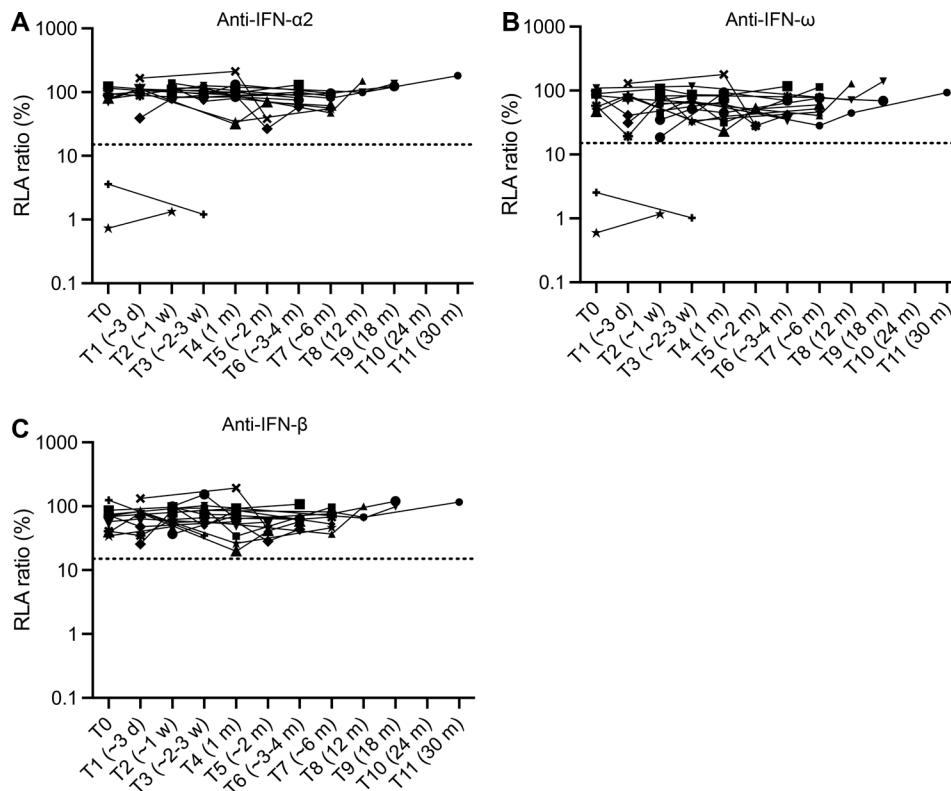 A
Anti-IFN-α2
RLA ratio (%)
1000
100
10
1
0.1
T0
T1 (~3 d)
T2 (~1 w)
T3 (~2-3 w)
T4 (1 m)
T5 (~2 m)
T6 (~3-4 m)
T7 (~6 m)
T8 (12 m)
T9 (18 m)
T10 (24 m)
T11 (30 m)
B
Anti-IFN-ω
RLA ratio (%)
1000
100
10
1
0.1
T0
T1 (~3 d)
T2 (~1 w)
T3 (~2-3 w)
T4 (1 m)
T5 (~2 m)
T6 (~3-4 m)
T7 (~6 m)
T8 (12 m)
T9 (18 m)
T10 (24 m)
T11 (30 m)
C
Anti-IFN-β
RLA ratio (%)
1000
100
10
1
0.1
T0
T1 (~3 d)
T2 (~1 w)
T3 (~2-3 w)
T4 (1 m)
T5 (~2 m)
T6 (~3-4 m)
T7 (~6 m)
T8 (12 m)
T9 (18 m)
T10 (24 m)
T11 (30 m)